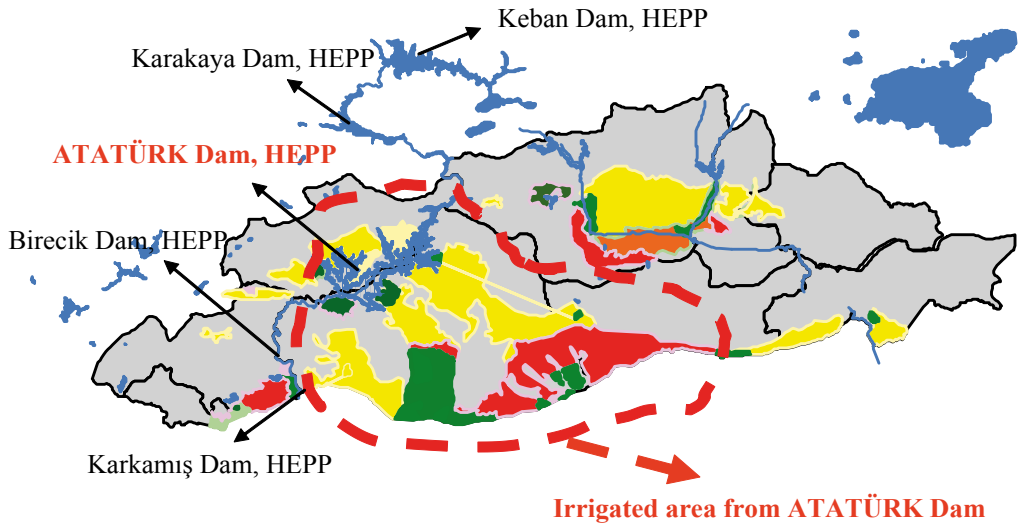 Keban Dam, HEPP
Karakaya Dam, HEPP
ATATÜRK Dam, HEPP
Birecik Dam, HEPP
Karkamış Dam, HEPP
Irrigated area from ATATÜRK Dam